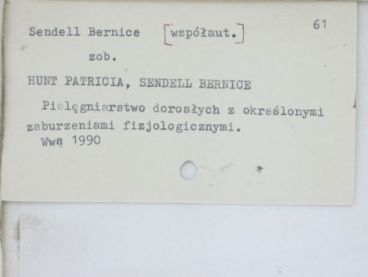 61
Sendell Bernice [współaut.]
zob.
HUNT PATRICIA, SENDELL BERNICE
Pielęgniarstwo dorosłych z określonymi
zaburzeniami fizjologicznymi.
Wwa 1990